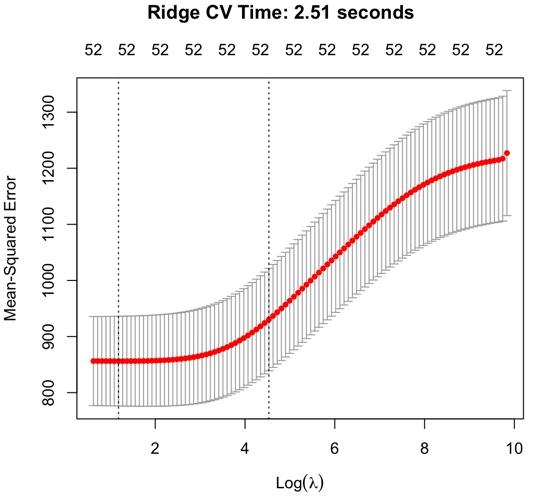 Ridge CV Time: 2.51 seconds
52 52 52 52 52 52 52 52 52 52 52 52 52
1300
1200
1100
1000
900
800
Mean-Squared Error
2 4 6 8 10
Log(λ)